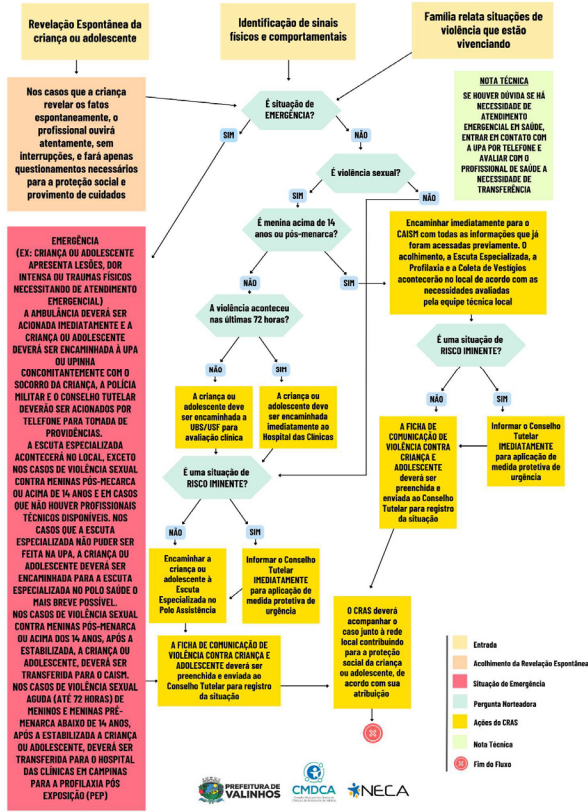 Revelação Espontânea da
criança ou adolescente
Identificação de sinais
físicos e comportamentais
Família relata situações de
violência que estão
vivenciando
Nos casos que a criança
revelar os fatos
espontaneamente, o
profissional ouvirá
atentamente, sem
interrupções, e fará apenas
questionamentos necessários
para a proteção social e
provimento de cuidados
É situação de
EMERGÊNCIA?
NOTA TÉCNICA
SE HOUVER DÚVIDA SE HÁ
NECESSIDADE DE
ATENDIMENTO
EMERGENCIAL EM SAÚDE,
ENTRAR EM CONTATO COM
A UPA POR TELEFONE E
AVALIAR COM O
PROFISSIONAL DE SAÚDE A
NECESSIDADE DE
TRANSFERÊNCIA
SIM
NÃO
É violência sexual?
SIM
NÃO
É menina acima de 14
anos ou pós-menarca?
Encaminhar imediatamente para o
CAISM com todas as informações que já
foram acessadas previamente. O
acolhimento, a Escuta Especializada, a
Profilaxia e a Coleta de Vestígios
acontecerão no local de acordo com as
necessidades avaliadas
pela equipe técnica local
NÃO
SIM
EMERGÊNCIA
(EX: CRIANÇA OU ADOLESCENTE
APRESENTA LESÕES, DOR
INTENSA OU TRAUMAS FÍSICOS
NECESSITANDO DE ATENDIMENTO
EMERGENCIAL)
A AMBULÂNCIA DEVERÁ SER
ACIONADA IMEDIATAMENTE E A
CRIANÇA OU ADOLESCENTE
DEVERÁ SER ENCAMINHADA À UPA
OU UPINHA
CONCOMITANTEMENTE COM O
SOCORRO DA CRIANÇA, A POLÍCIA
MILITAR E O CONSELHO TUTELAR
DEVERÃO SER ACIONADOS POR
TELEFONE PARA TOMADA DE
PROVIDÊNCIAS.
A ESCUTA ESPECIALIZADA
ACONTECERÁ NO LOCAL, EXCETO
NOS CASOS DE VIOLÊNCIA SEXUAL
CONTRA MENINAS PÓS-MECARCA
OU ACIMA DE 14 ANOS E EM CASOS
QUE NÃO HOUVER PROFISSIONAIS
TÉCNICOS DISPONÍVEIS. NOS
CASOS QUE A ESCUTA
ESPECIALIZADA NÃO PUDER SER
FEITA NA UPA, A CRIANÇA OU
ADOLESCENTE DEVERÁ SER
ENCAMINHADA PARA A ESCUTA
ESPECIALIZADA NO POLO SAÚDE O
MAIS BREVE POSSÍVEL.
NOS CASOS DE VIOLÊNCIA SEXUAL
CONTRA MENINAS PÓS-MENARCA
OU ACIMA DOS 14 ANOS, APÓS A
ESTABILIZADA, A CRIANÇA OU
ADOLESCENTE, DEVERÁ SER
TRANSFERIDA PARA O CAISM.
NOS CASOS DE VIOLÊNCIA SEXUAL
AGUDA (ATÉ 72 HORAS) DE
MENINOS E MENINAS PRÉ-
MENARCA ABAIXO DE 14 ANOS,
APÓS A ESTABILIZADA A CRIANÇA
OU ADOLESCENTE, DEVERÁ SER
TRANSFERIDA PARA O HOSPITAL
DAS CLÍNICAS EM CAMPINAS
PARA A PROFILAXIA PÓS
EXPOSIÇÃO (PEP)
A violência aconteceu
nas últimas 72 horas?
NÃO
SIM
A criança ou
adolescente deve
ser encaminhada a
UBS/USF para
avaliação clínica
A criança ou
adolescente deve
ser encaminhada
imediatamente ao
Hospital das Clínicas
É uma situação de
RISCO IMINENTE?
NÃO
SIM
A FICHA DE
COMUNICAÇÃO DE
VIOLÊNCIA CONTRA
CRIANÇA E
ADOLESCENTE
deverá ser
preenchida e
enviada ao Conselho
Tutelar para registro
da situação
Informar o Conselho
Tutelar
IMEDIATAMENTE
para aplicação de
medida protetiva de
urgência
É uma situação de
RISCO IMINENTE?
NÃO
SIM
Encaminhar a
criança ou
adolescente à
Escuta
Especializada no
Polo Assistência
Informar o Conselho
Tutelar
IMEDIATAMENTE
para aplicação de
medida protetiva de
urgência
A FICHA DE COMUNICAÇÃO DE
VIOLÊNCIA CONTRA CRIANÇA E
ADOLESCENTE deverá ser
preenchida e enviada ao
Conselho Tutelar para registro
da situação
O CRAS deverá
acompanhar o
caso junto à rede
local contribuindo
para a proteção
social da criança
ou adolescente, de
acordo com sua
atribuição
Entrada
Acolhimento da Revelação Espontânea
Situação de Emergência
Pergunta Norteadora
Ações do CRAS
Nota Técnica
Fim do Fluxo
PREFEITURA DE
VALINHOS
CMDCA
NECA